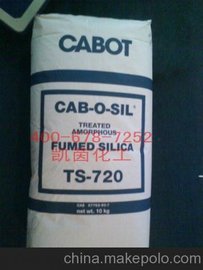 CABOT
CAB-O-SIL®
TREATED
AMORPHOUS
400-678-7252
FUMED SILICA
凯茵化工
TS-720
net wt. 10 kg
www.makepolo.com